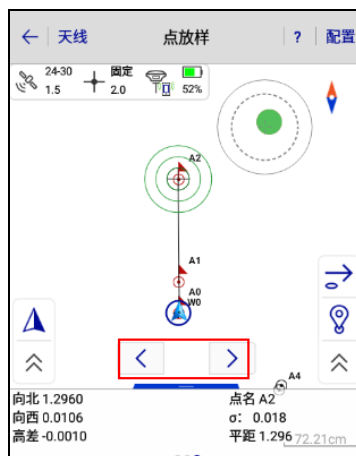 ← 天线 点放样 ? 配置
24-30 固定
1.5 2.0 52%
A2
A1
A0
W0
< >
A4
向北 1.2960 点名 A2
向西 0.0106 σ: 0.018
高差 -0.0010 平距 1.296
72.21cm